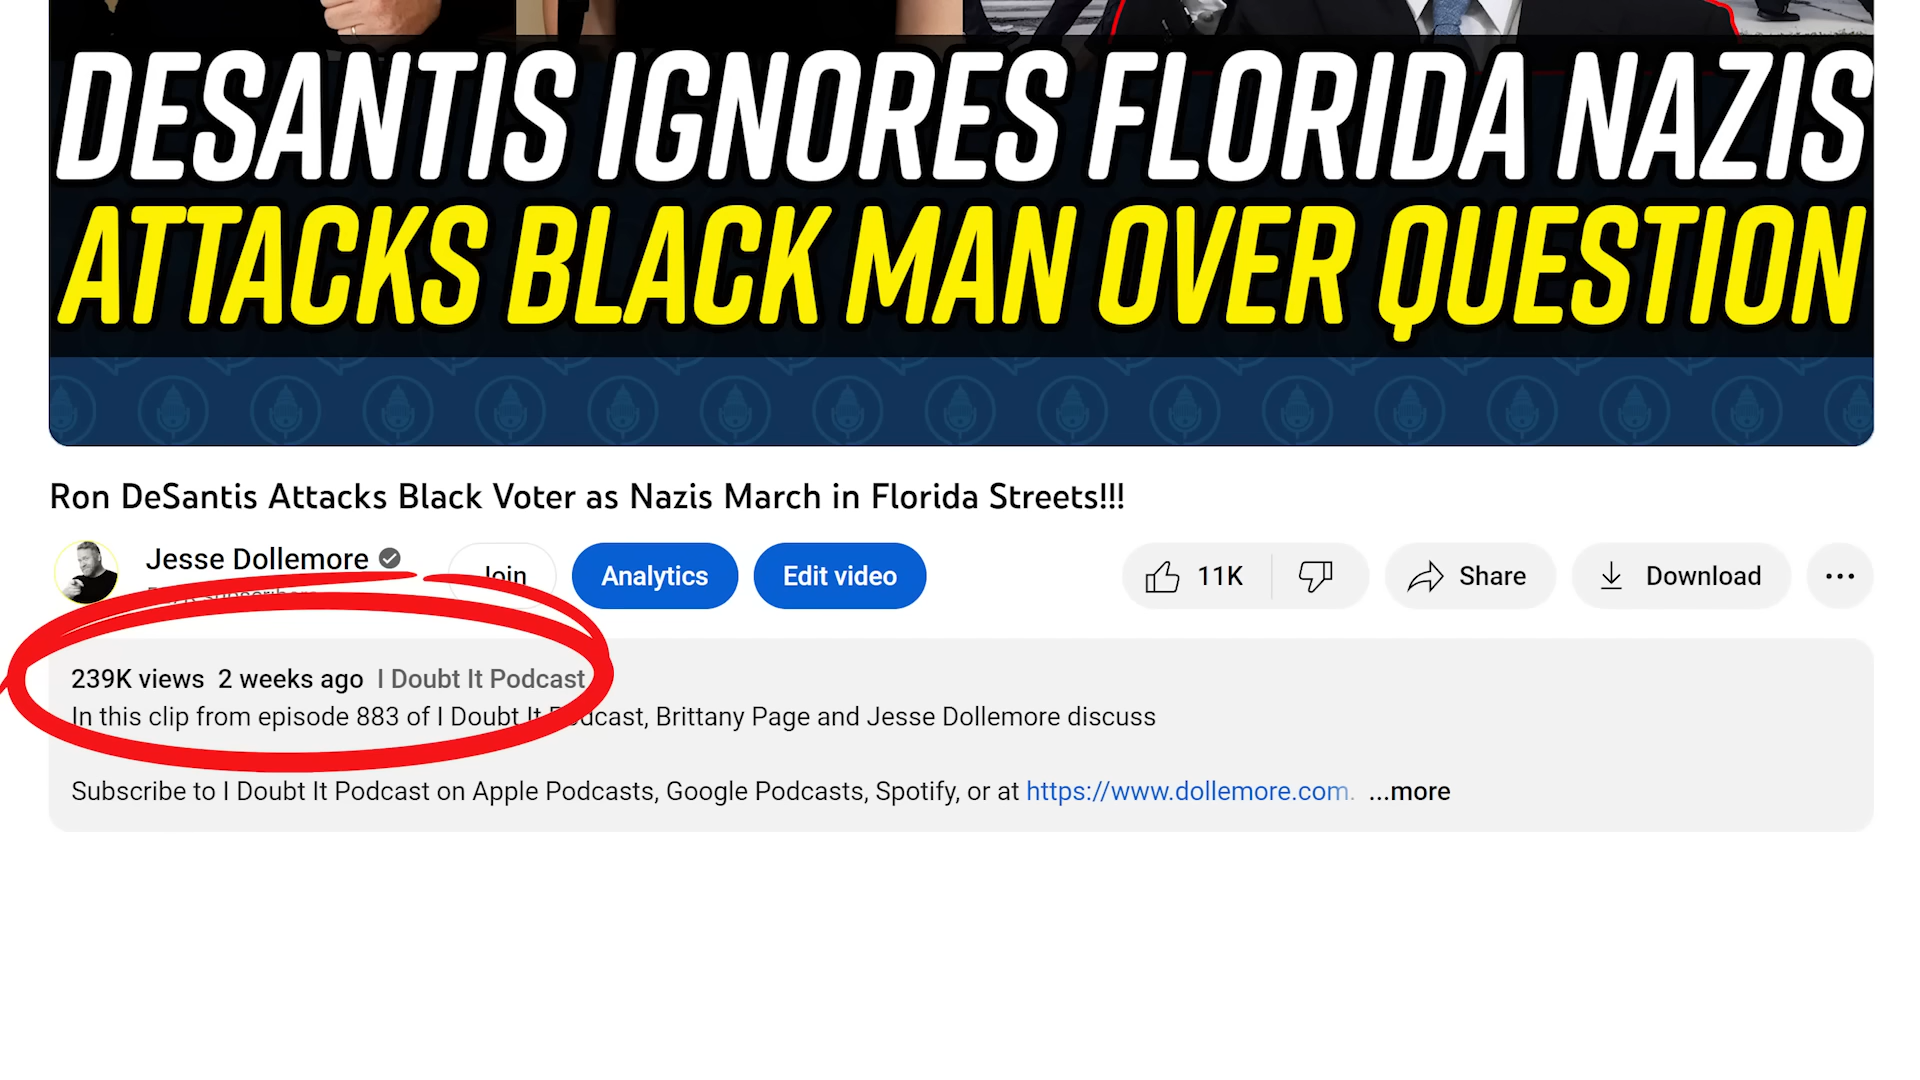 DESANTIS IGNORES FLORIDA NAZIS
ATTACKS BLACK MAN OVER QUESTION
Ron DeSantis Attacks Black Voter as Nazis March in Florida Streets!!!
Jesse Dollemore
Join
Analytics
Edit video
11K
Share
Download
subscribers
239K views 2 weeks ago I Doubt It Podcast
In this clip from episode 883 of I Doubt It Podcast, Brittany Page and Jesse Dollemore discuss
Subscribe to I Doubt It Podcast on Apple Podcasts, Google Podcasts, Spotify, or at https://www.dollemore.com. ...more